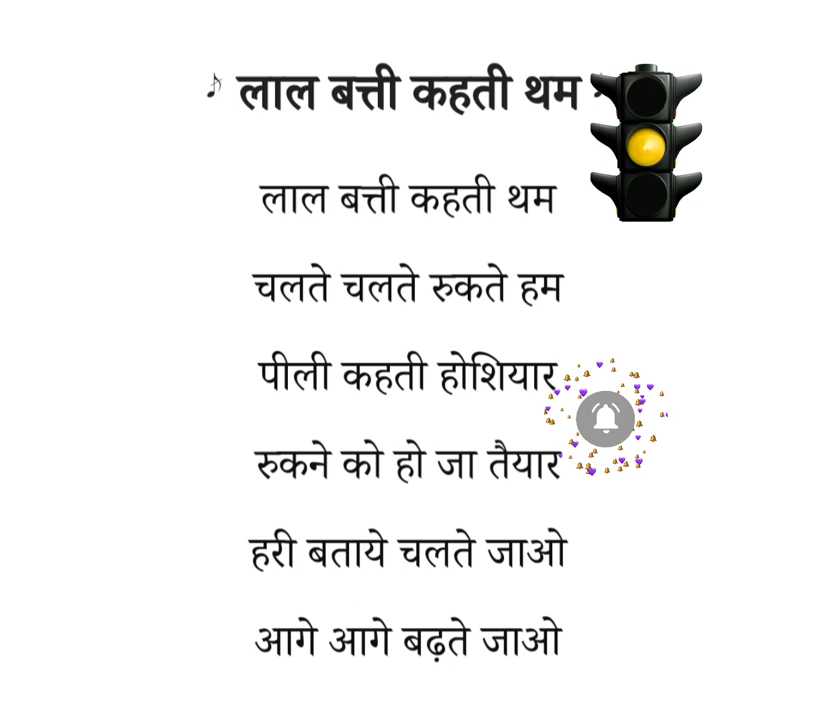 लाल बत्ती कहती थम
लाल बत्ती कहती थम
चलते चलते रुकते हम
पीली कहती होशियार
रुकने को हो जा तैयार
हरी बताये चलते जाओ
आगे आगे बढ़ते जाओ